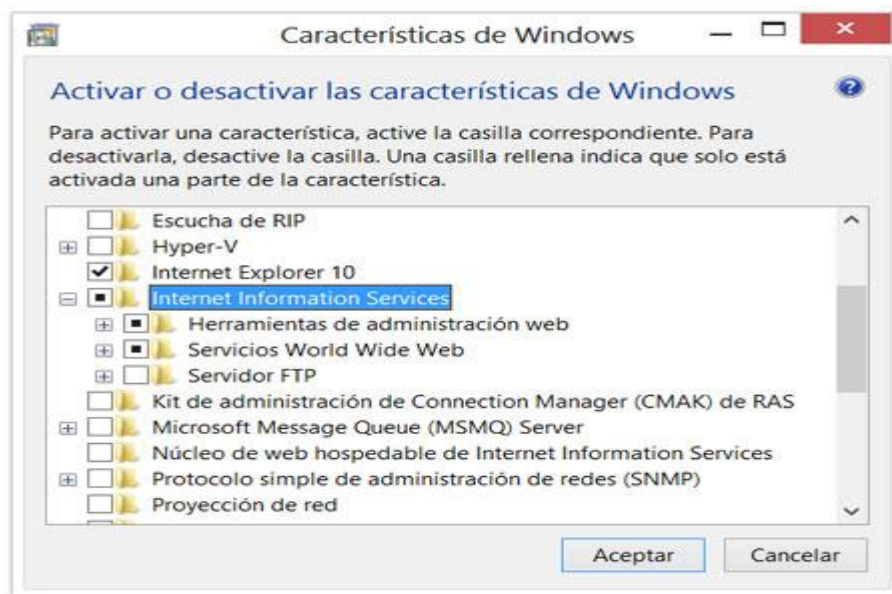 Características de Windows
Activar o desactivar las características de Windows
Para activar una característica, active la casilla correspondiente. Para
desactivarla, desactive la casilla. Una casilla rellena indica que solo está
activada una parte de la característica.
Escucha de RIP
Hyper-V
Internet Explorer 10
Internet Information Services
Herramientas de administración web
Servicios World Wide Web
Servidor FTP
Kit de administración de Connection Manager (CMAK) de RAS
Microsoft Message Queue (MSMQ) Server
Núcleo de web hospedable de Internet Information Services
Protocolo simple de administración de redes (SNMP)
Proyección de red
Aceptar Cancelar